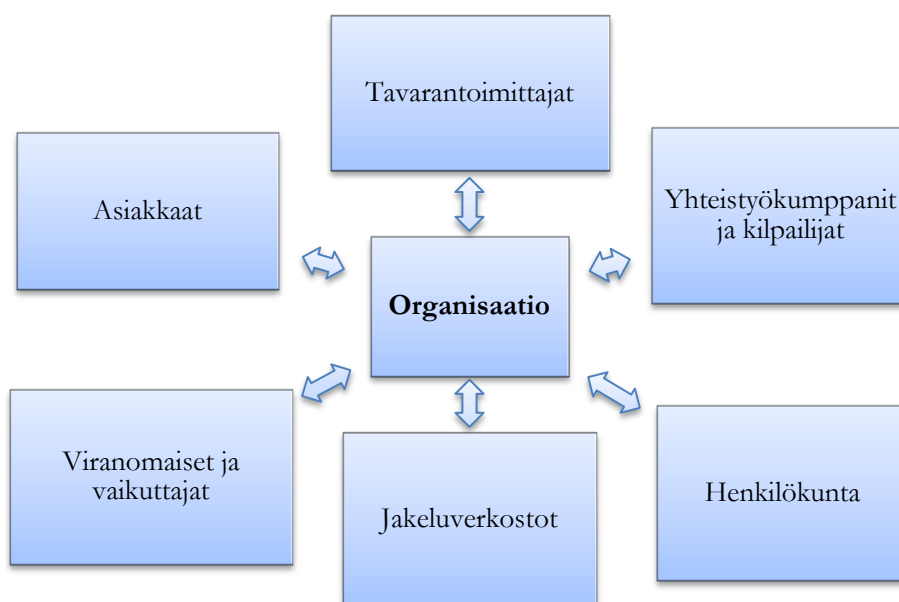 Tavarantoimittajat
Asiakkaat
Yhteistyökumppanit
ja kilpailijat
Organisaatio
Viranomaiset ja
vaikuttajat
Jakeluverkostot
Henkilökunta